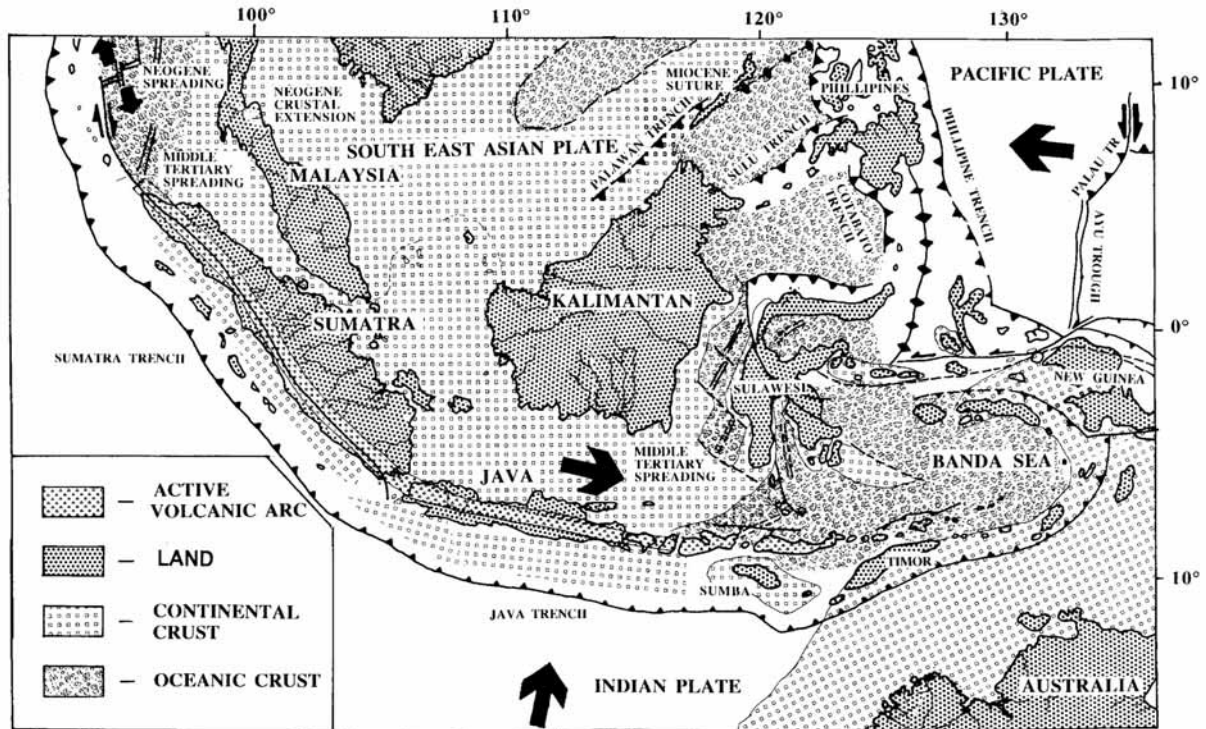 100°
110°
120°
130°
NEOGENE
SPREADING
NEOGENE
CRUSTAL
EXTENSION
MIOCENE
SUTURE
PHILLIPINES
PACIFIC PLATE
10°
MIDDLE
TERTIARY
SPREADING
SOUTH EAST ASIAN PLATE
MALAYSIA
PALAWAN TRENCH
SULU TRENCH
COTABATO
TRENCH
PHILLIPINE TRENCH
PALAU TR.
AYU TROUGH
KALIMANTAN
SUMATRA
0°
SUMATRA TRENCH
SULAWESI
NEW GUINEA
JAVA
MIDDLE
TERTIARY
SPREADING
BANDA SEA
TIMOR
SUMBA
10°
JAVA TRENCH
INDIAN PLATE
AUSTRALIA
– ACTIVE
VOLCANIC ARC
– LAND
– CONTINENTAL
CRUST
– OCEANIC CRUST